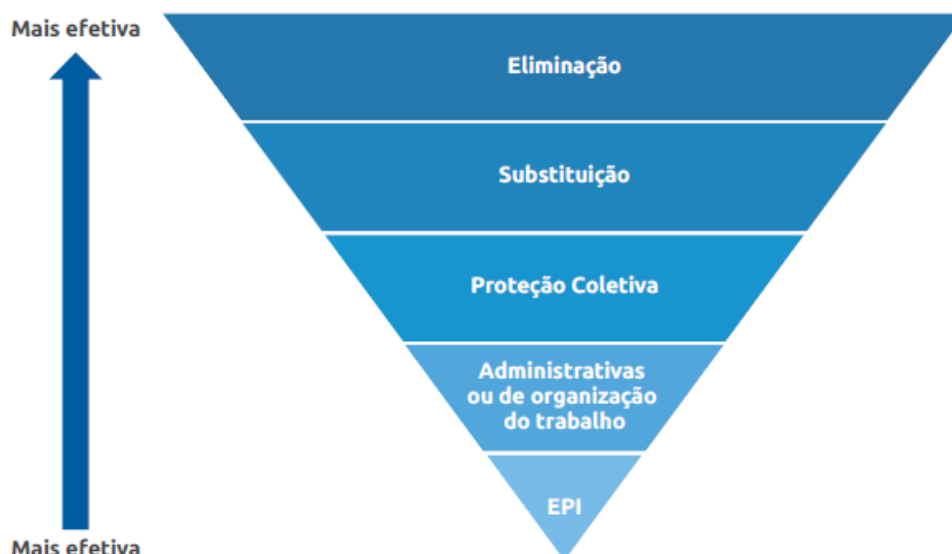 Mais efetiva
Eliminação
Substituição
Proteção Coletiva
Administrativas
ou de organização
do trabalho
EPI
Mais efetiva